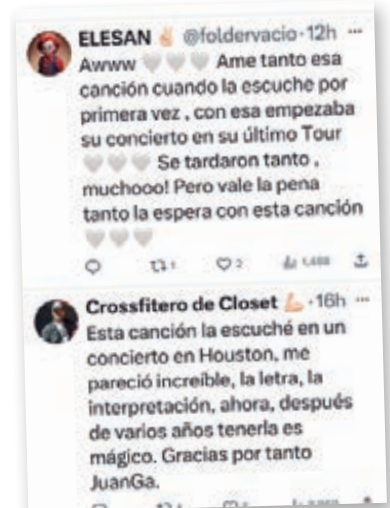 ELESAN ✌🏻 @foldervacio·12h ···
Awww 🤍🤍🤍 Ame tanto esa
canción cuando la escuche por
primera vez , con esa empezaba
su concierto en su último Tour
🤍🤍🤍 Se tardaron tanto ,
muchooo! Pero vale la pena
tanto la espera con esta canción
🤍🤍🤍
1 2
Crossfitero de Closet 💪🏻 ·16h ···
Esta canción la escuché en un
concierto en Houston, me
pareció increíble, la letra, la
interpretación, ahora, después
de varios años tenerla es
mágico. Gracias por tanto
JuanGa.